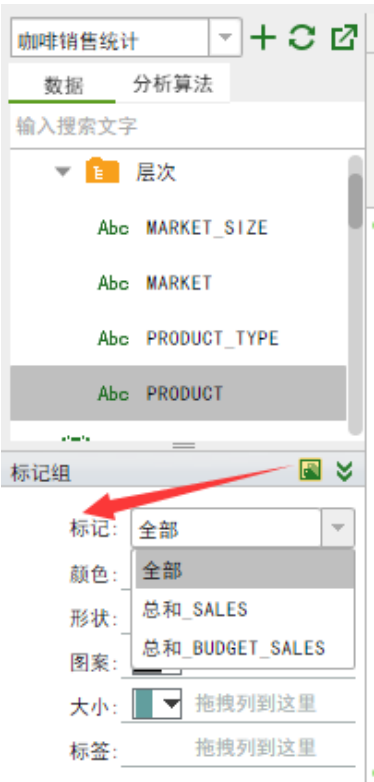 咖啡销售统计
数据 分析算法
输入搜索文字
层次
Abc MARKET_SIZE
Abc MARKET
Abc PRODUCT_TYPE
Abc PRODUCT
标记组
标记: 全部
颜色: 全部
形状: 总和_SALES
图案: 总和_BUDGET_SALES
大小: 拖拽列到这里
标签: 拖拽列到这里